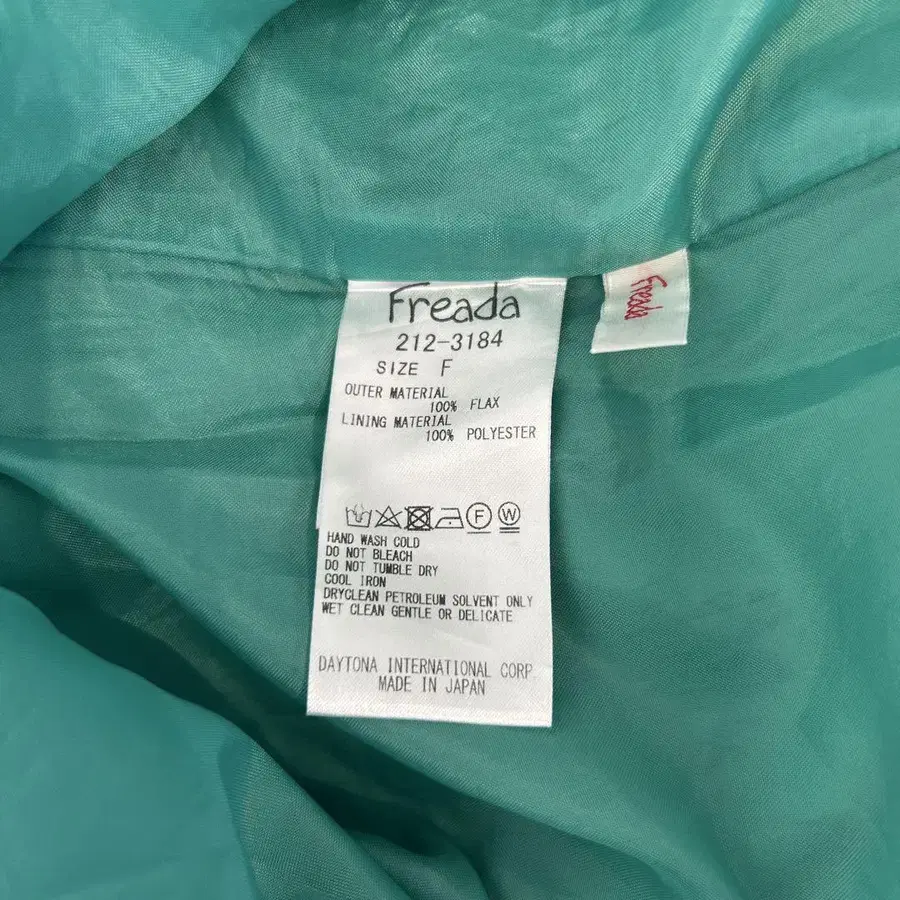 Freada
212-3184
SIZE F
OUTER MATERIAL
100% FLAX
LINING MATERIAL
100% POLYESTER
F W
HAND WASH COLD
DO NOT BLEACH
DO NOT TUMBLE DRY
COOL IRON
DRYCLEAN PETROLEUM SOLVENT ONLY
WET CLEAN GENTLE OR DELICATE
DAYTONA INTERNATIONAL CORP
MADE IN JAPAN
Freada